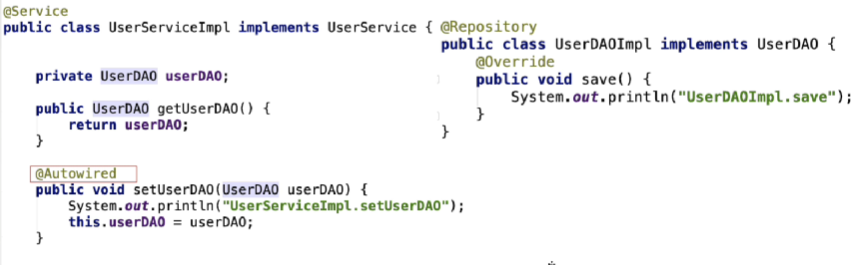 @Service
public class UserServiceImpl implements UserService {
private UserDAO userDAO;
public UserDAO getUserDAO() {
return userDAO;
}
@Autowired
public void setUserDAO(UserDAO userDAO) {
System.out.println("UserServiceImpl.setUserDAO");
this.userDAO = userDAO;
}
@Repository
public class UserDAOImpl implements UserDAO {
@Override
public void save() {
System.out.println("UserDAOImpl.save");
}
}